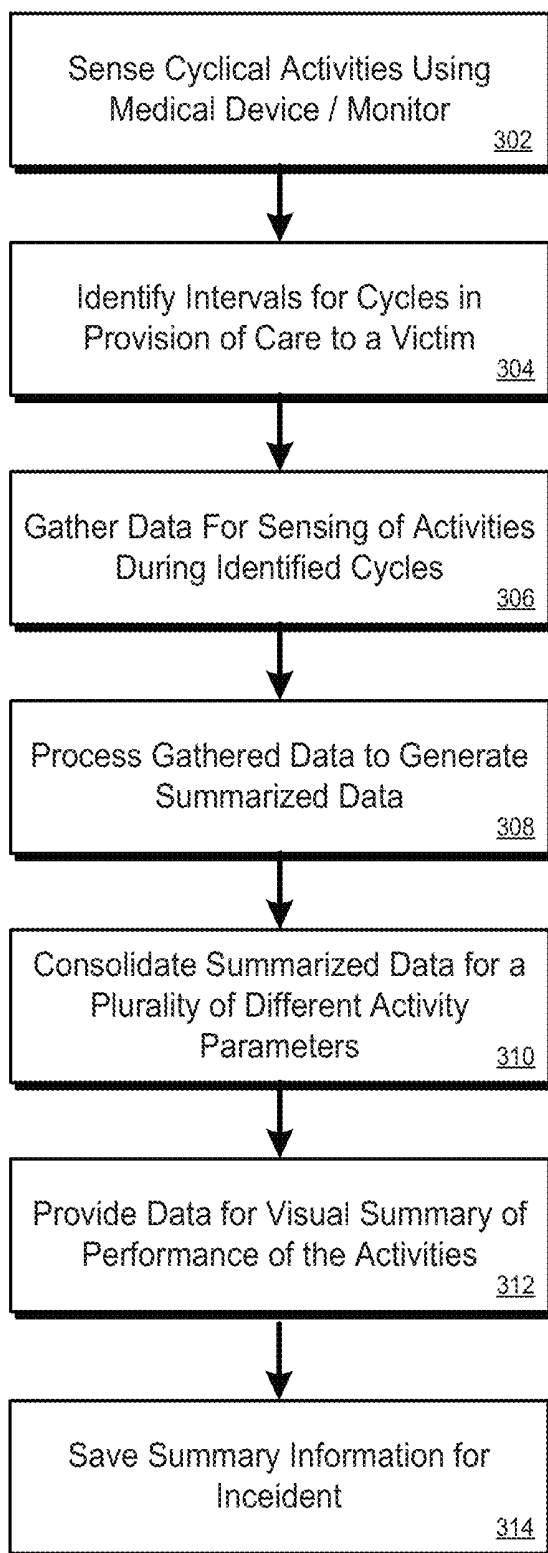 Sense Cyclical Activities Using
Medical Device / Monitor
302
Identify Intervals for Cycles in
Provision of Care to a Victim
304
Gather Data For Sensing of Activities
During Identified Cycles
306
Process Gathered Data to Generate
Summarized Data
308
Consolidate Summarized Data for a
Plurality of Different Activity
Parameters
310
Provide Data for Visual Summary of
Performance of the Activities
312
Save Summary Information for
Inceident
314